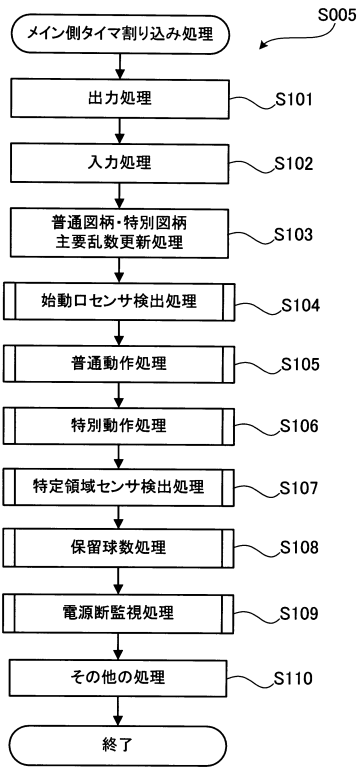 メイン側タイマ割り込み処理
S005
出力処理
S101
入力処理
S102
普通図柄・特別図柄
主要乱数更新処理
S103
始動口センサ検出処理
S104
普通動作処理
S105
特別動作処理
S106
特定領域センサ検出処理
S107
保留球数処理
S108
電源断監視処理
S109
その他の処理
S110
終了